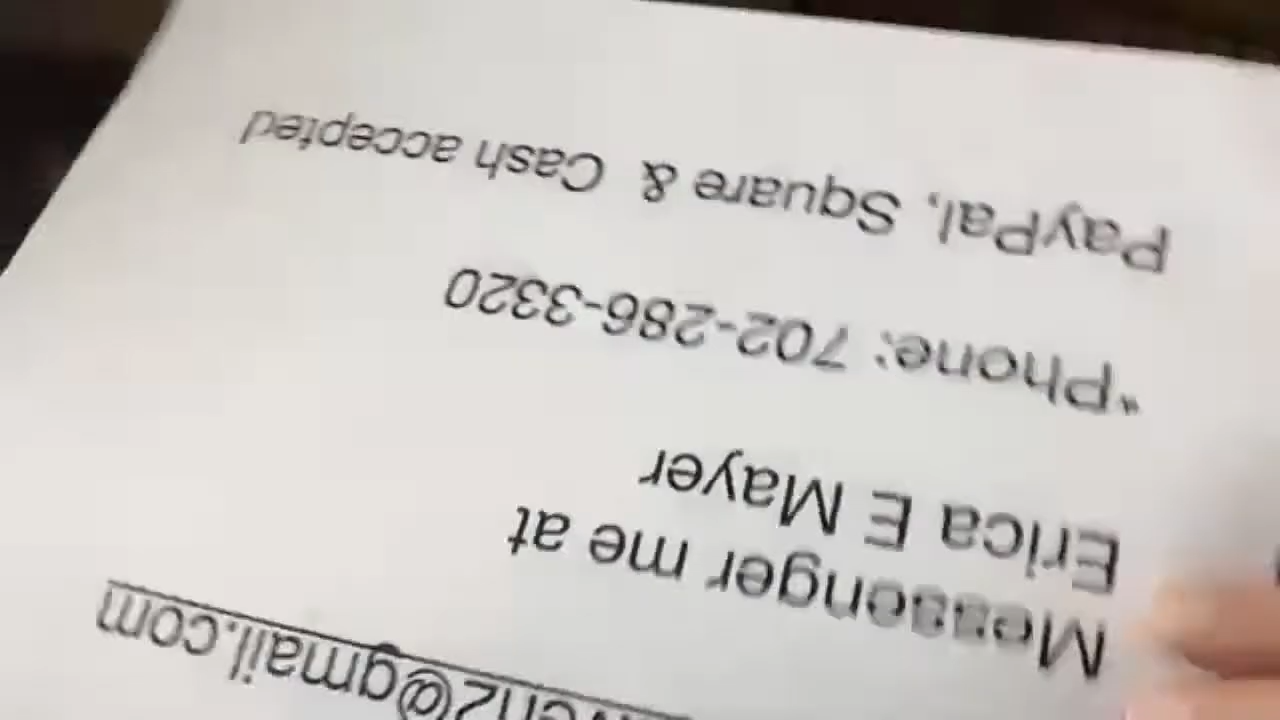 @gmail.com
Messenger me at
Erica E Mayer
*Phone: 702-286-3320
PayPal, Square & Cash accepted